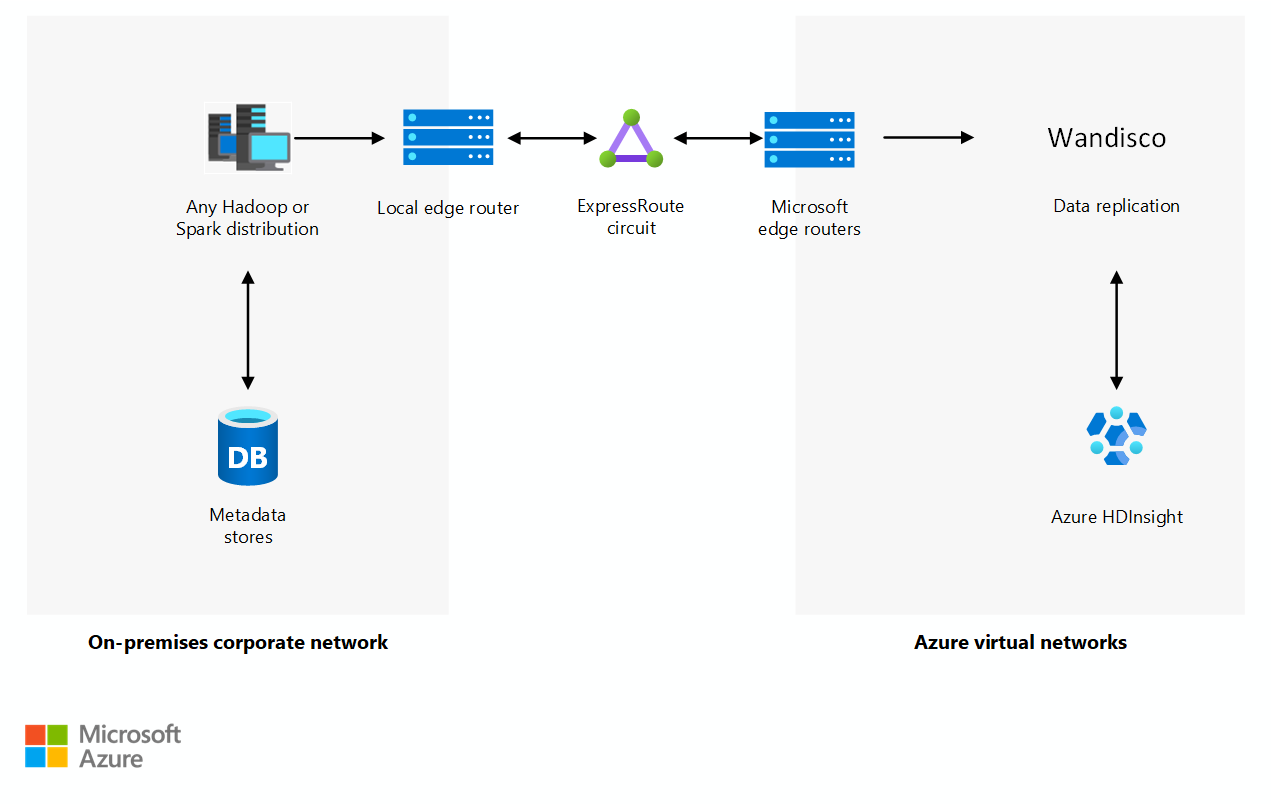 Wandisco
Any Hadoop or
Spark distribution
Local edge router
ExpressRoute
circuit
Microsoft
edge routers
Data replication
DB
Metadata
stores
Azure HDInsight
On-premises corporate network
Azure virtual networks
Microsoft
Azure